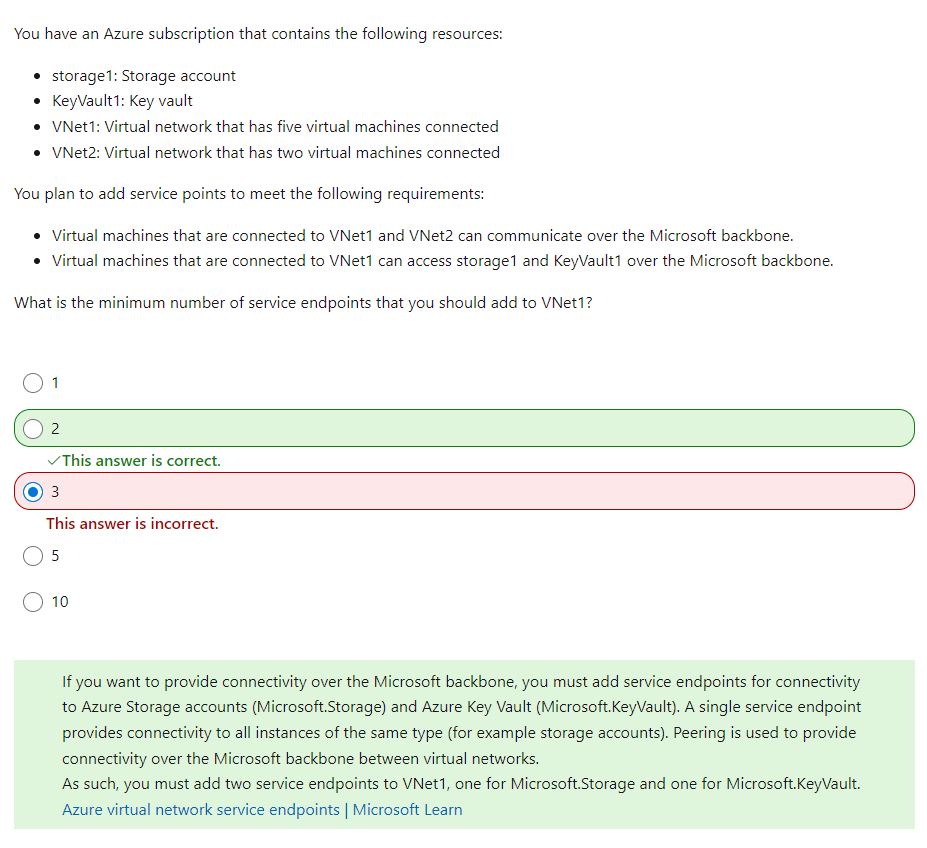 You have an Azure subscription that contains the following resources:
• storage1: Storage account
• KeyVault1: Key vault
• VNet1: Virtual network that has five virtual machines connected
• VNet2: Virtual network that has two virtual machines connected
You plan to add service points to meet the following requirements:
• Virtual machines that are connected to VNet1 and VNet2 can communicate over the Microsoft backbone.
• Virtual machines that are connected to VNet1 can access storage1 and KeyVault1 over the Microsoft backbone.
What is the minimum number of service endpoints that you should add to VNet1?
1
2
✓This answer is correct.
3
This answer is incorrect.
5
10
If you want to provide connectivity over the Microsoft backbone, you must add service endpoints for connectivity
to Azure Storage accounts (Microsoft.Storage) and Azure Key Vault (Microsoft.KeyVault). A single service endpoint
provides connectivity to all instances of the same type (for example storage accounts). Peering is used to provide
connectivity over the Microsoft backbone between virtual networks.
As such, you must add two service endpoints to VNet1, one for Microsoft.Storage and one for Microsoft.KeyVault.
Azure virtual network service endpoints | Microsoft Learn